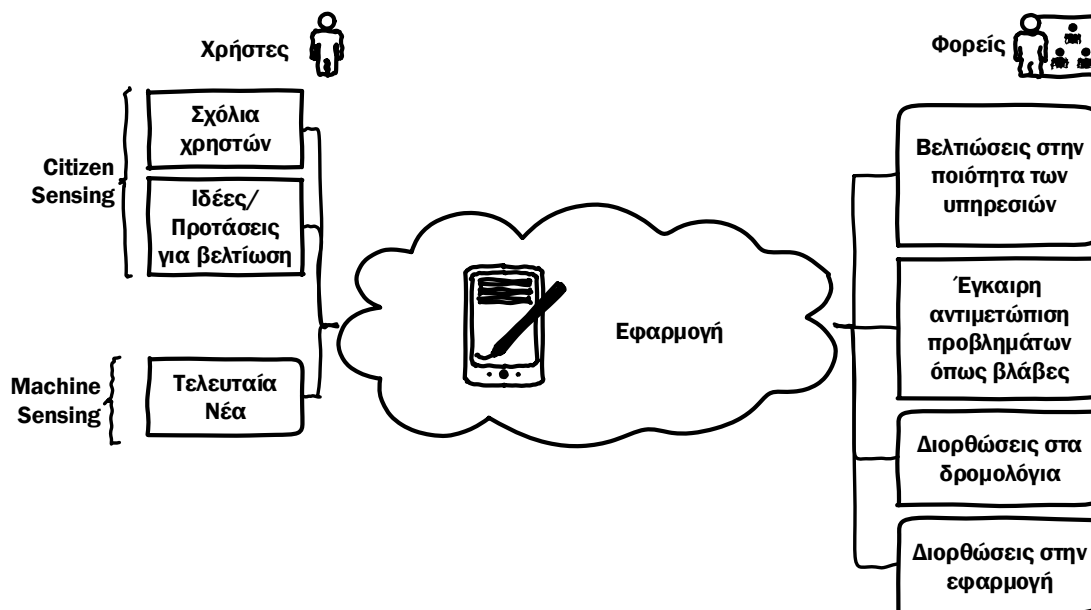 Χρήστες
Φορείς
Citizen
Sensing
Σχόλια
χρηστών
Ιδέες/
Προτάσεις
για βελτίωση
Machine
Sensing
Τελευταία
Νέα
Εφαρμογή
Βελτιώσεις στην
ποιότητα των
υπηρεσιών
Έγκαιρη
αντιμετώπιση
προβλημάτων
όπως βλάβες
Διορθώσεις στα
δρομολόγια
Διορθώσεις στην
εφαρμογή